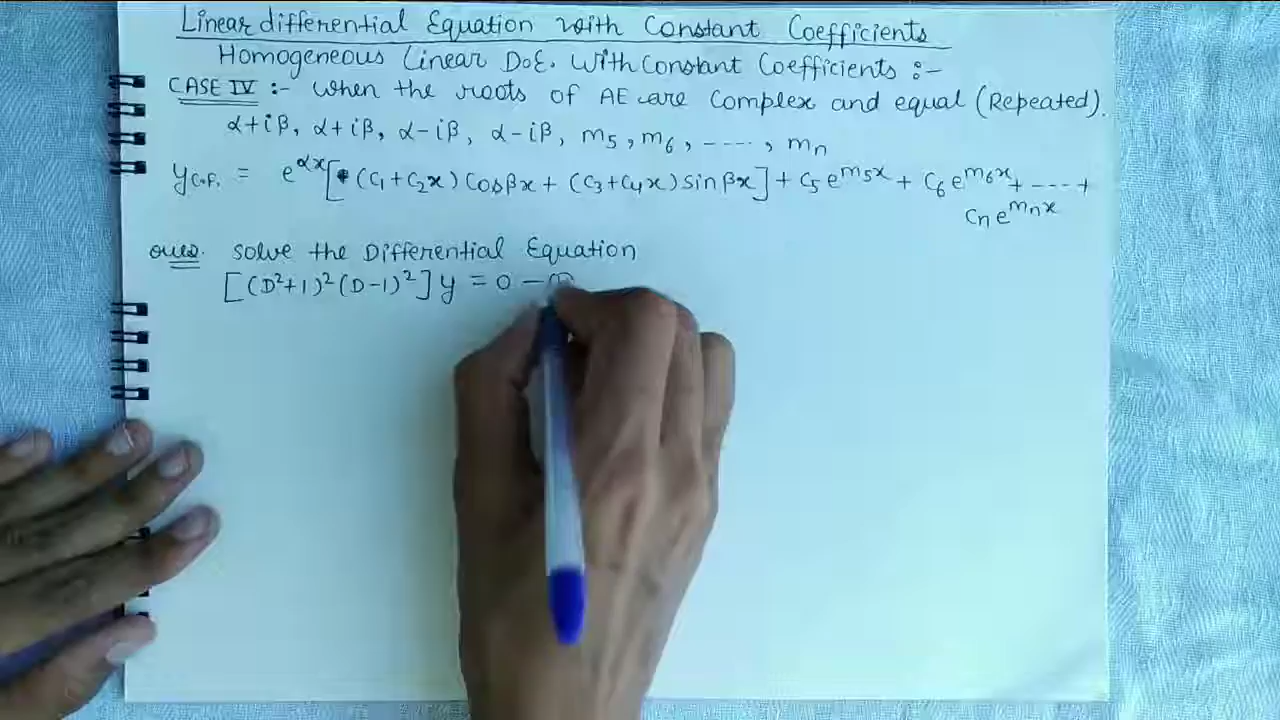 Linear differential Equation with Constant Coefficients
Homogeneous Linear D.E. With Constant Coefficients :-
CASE IV :- When the roots of AE are Complex and equal (Repeated).
α+iβ, α+iβ, α-iβ, α-iβ, m₅, m₆, ----, mₙ
y_C.F. = e^αx[(C₁+C₂x) Cosβx + (C₃+C₄x) Sinβx] + C₅e^m₅x + C₆e^m₆x + ---- +
Cₙe^mₙx
Ques. Solve the Differential Equation
[(D²+1)²(D-1)²]y = 0 -